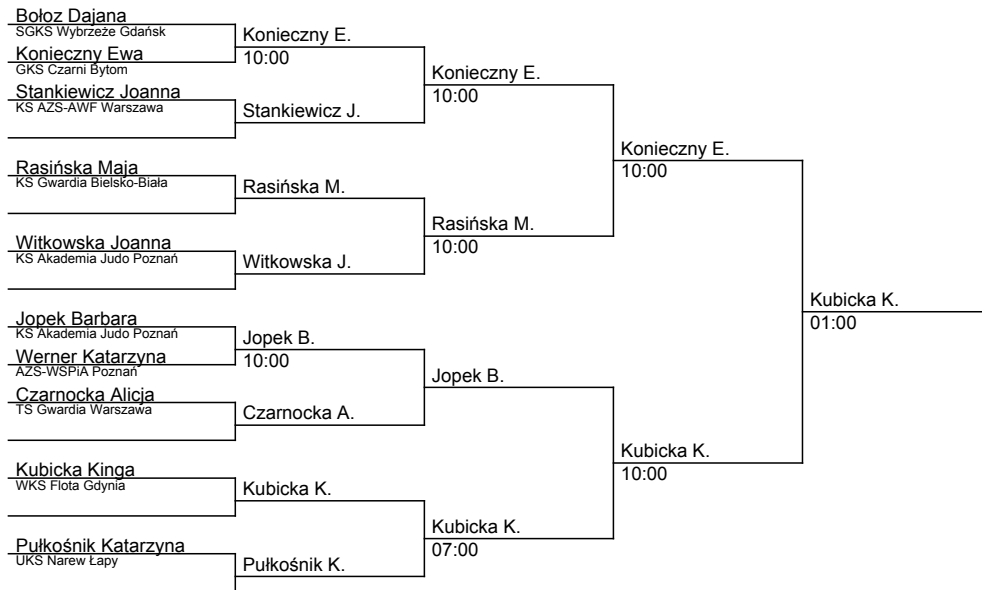 Bołoz Dajana
SGKS Wybrzeże Gdańsk
Konieczny Ewa
GKS Czarni Bytom
Stankiewicz Joanna
KS AZS-AWF Warszawa
Rasińska Maja
KS Gwardia Bielsko-Biała
Witkowska Joanna
KS Akademia Judo Poznań
Jopek Barbara
KS Akademia Judo Poznań
Werner Katarzyna
AZS-WSPiA Poznań
Czarnocka Alicja
TS Gwardia Warszawa
Kubicka Kinga
WKS Flota Gdynia
Pułkośnik Katarzyna
UKS Narew Łapy
Konieczny E.
10:00
Stankiewicz J.
Rasińska M.
Witkowska J.
Jopek B.
10:00
Czarnocka A.
Kubicka K.
Pułkośnik K.
Konieczny E.
10:00
Rasińska M.
10:00
Jopek B.
Kubicka K.
07:00
Konieczny E.
10:00
Kubicka K.
10:00
Kubicka K.
01:00